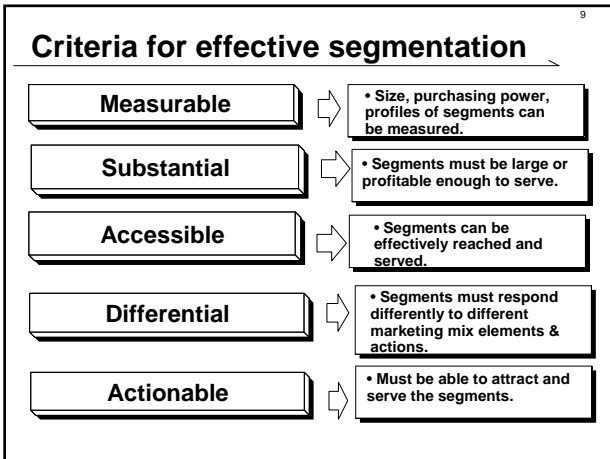 9
Criteria for effective segmentation
Measurable
• Size, purchasing power,
profiles of segments can
be measured.
Substantial
• Segments must be large or
profitable enough to serve.
Accessible
• Segments can be
effectively reached and
served.
Differential
• Segments must respond
differently to different
marketing mix elements &
actions.
Actionable
• Must be able to attract and
serve the segments.